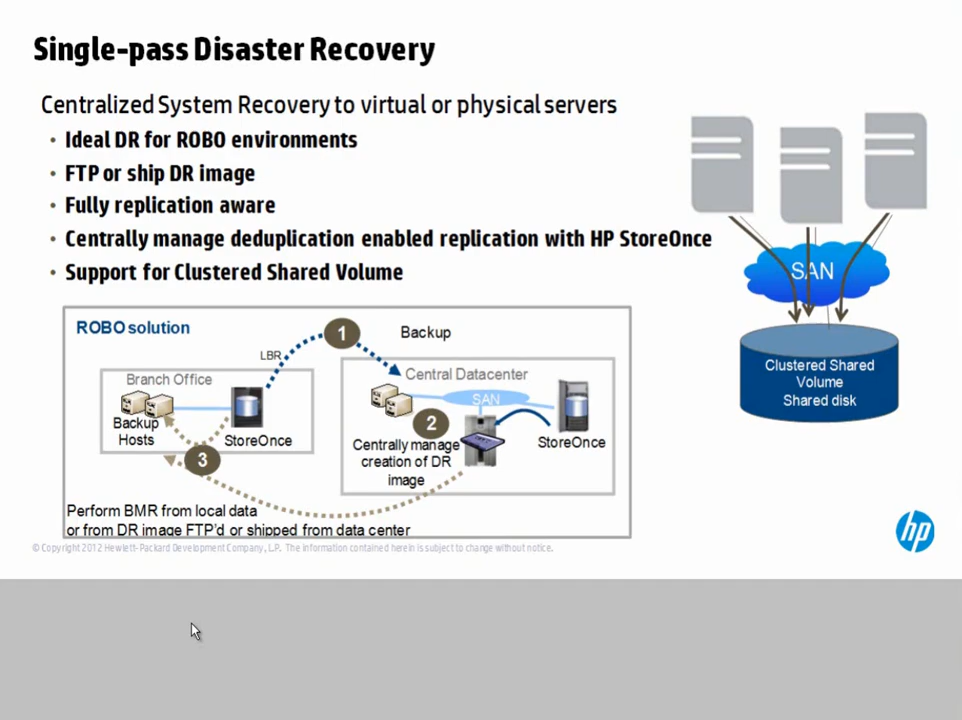 Single-pass Disaster Recovery
Centralized System Recovery to virtual or physical servers
• Ideal DR for ROBO environments
• FTP or ship DR image
• Fully replication aware
• Centrally manage deduplication enabled replication with HP StoreOnce
• Support for Clustered Shared Volume
SAN
Clustered Shared
Volume
Shared disk
ROBO solution
1
Backup
LBR
Branch Office
Backup
Hosts
StoreOnce
3
Central Datacenter
SAN
2
Centrally manage
creation of DR
image
StoreOnce
Perform BMR from local data
or from DR image FTP'd or shipped from data center
hp
© Copyright 2012 Hewlett-Packard Development Company, L.P. The information contained herein is subject to change without notice.